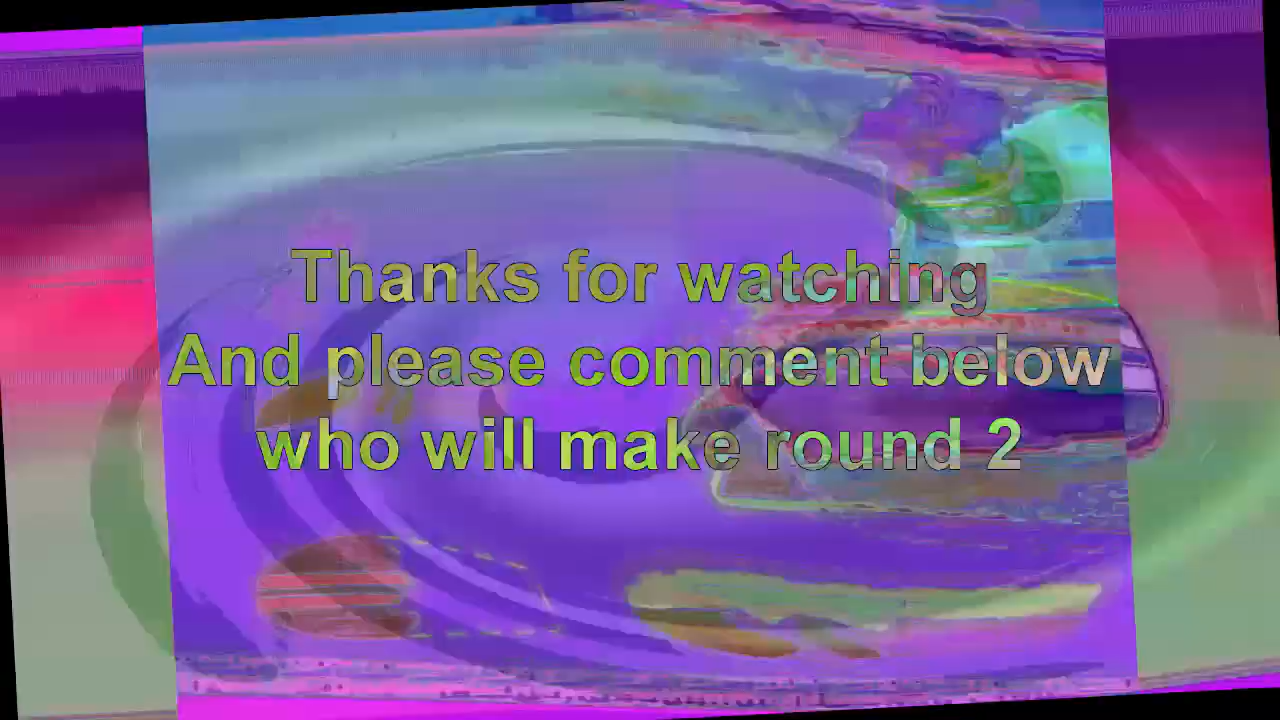 Thanks for watching
And please comment below
who will make round 2